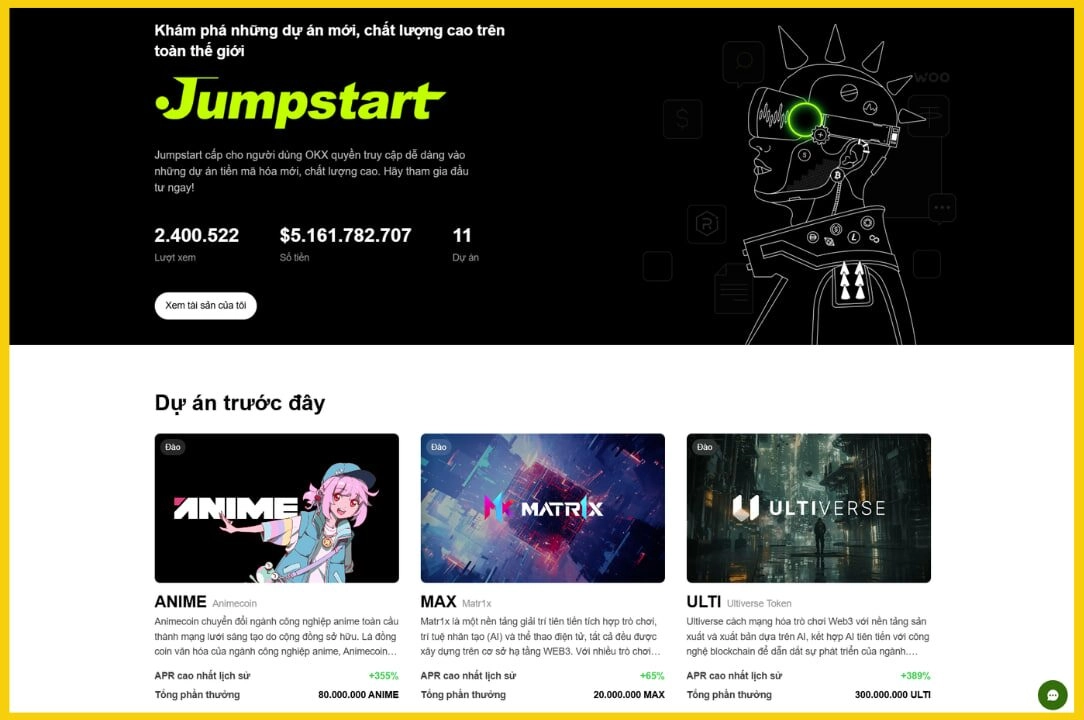 Khám phá những dự án mới, chất lượng cao trên
toàn thế giới
Jumpstart
Jumpstart cấp cho người dùng OKX quyền truy cập dễ dàng vào
những dự án tiền mã hóa mới, chất lượng cao. Hãy tham gia đầu
tư ngay!
2.400.522
$5.161.782.707
11
Lượt xem
Số tiền
Dự án
Xem tài sản của tôi
WOO
Dự án trước đây
Đào
Đào
Đào
ANIME
MATR1X
ULTIVERSE
ANIME Animecoin
MAX Matr1x
ULTI Ultiverse Token
Animecoin chuyển đổi ngành công nghiệp anime toàn cầu
thành mạng lưới sáng tạo do cộng đồng sở hữu. Là đồng
coin văn hóa của ngành công nghiệp anime, Animecoin…
Matr1x là một nền tảng giải trí tiên tiến tích hợp trò chơi,
trí tuệ nhân tạo (AI) và thể thao điện tử, tất cả đều được
xây dựng trên cơ sở hạ tầng WEB3. Với nhiều trò chơi…
Ultiverse cách mạng hóa trò chơi Web3 với nền tảng sản
xuất và xuất bản dựa trên AI, kết hợp AI tiên tiến với công
nghệ blockchain để dẫn dắt sự phát triển của ngành.…
APR cao nhất lịch sử +355%
Tổng phần thưởng 80.000.000 ANIME
APR cao nhất lịch sử +65%
Tổng phần thưởng 20.000.000 MAX
APR cao nhất lịch sử +389%
Tổng phần thưởng 300.000.000 ULTI